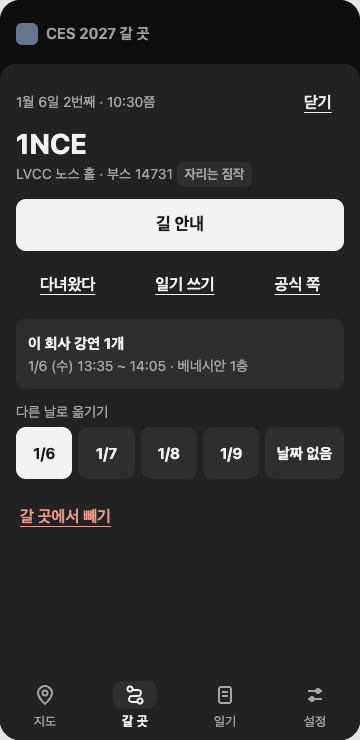 CES 2027 갈 곳
1월 6일 2번째 · 10:30쯤
닫기
1NCE
LVCC 노스 홀 · 부스 14731 자리는 짐작
길 안내
다녀왔다 일기 쓰기 공식 쪽
이 회사 강연 1개
1/6 (수) 13:35 ~ 14:05 · 베네시안 1층
다른 날로 옮기기
1/6 1/7 1/8 1/9 날짜 없음
갈 곳에서 빼기
지도 갈 곳 일기 설정